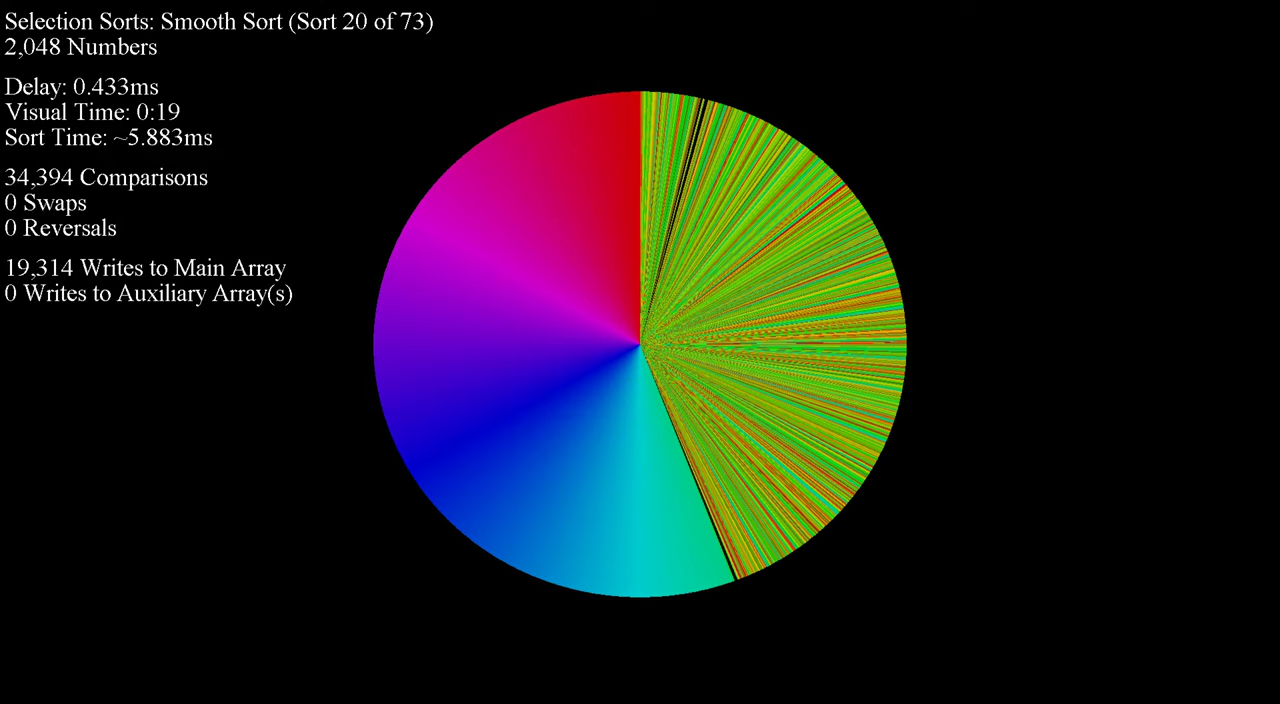 Selection Sorts: Smooth Sort (Sort 20 of 73)
2,048 Numbers
Delay: 0.433ms
Visual Time: 0:19
Sort Time: ~5.883ms
34,394 Comparisons
0 Swaps
0 Reversals
19,314 Writes to Main Array
0 Writes to Auxiliary Array(s)